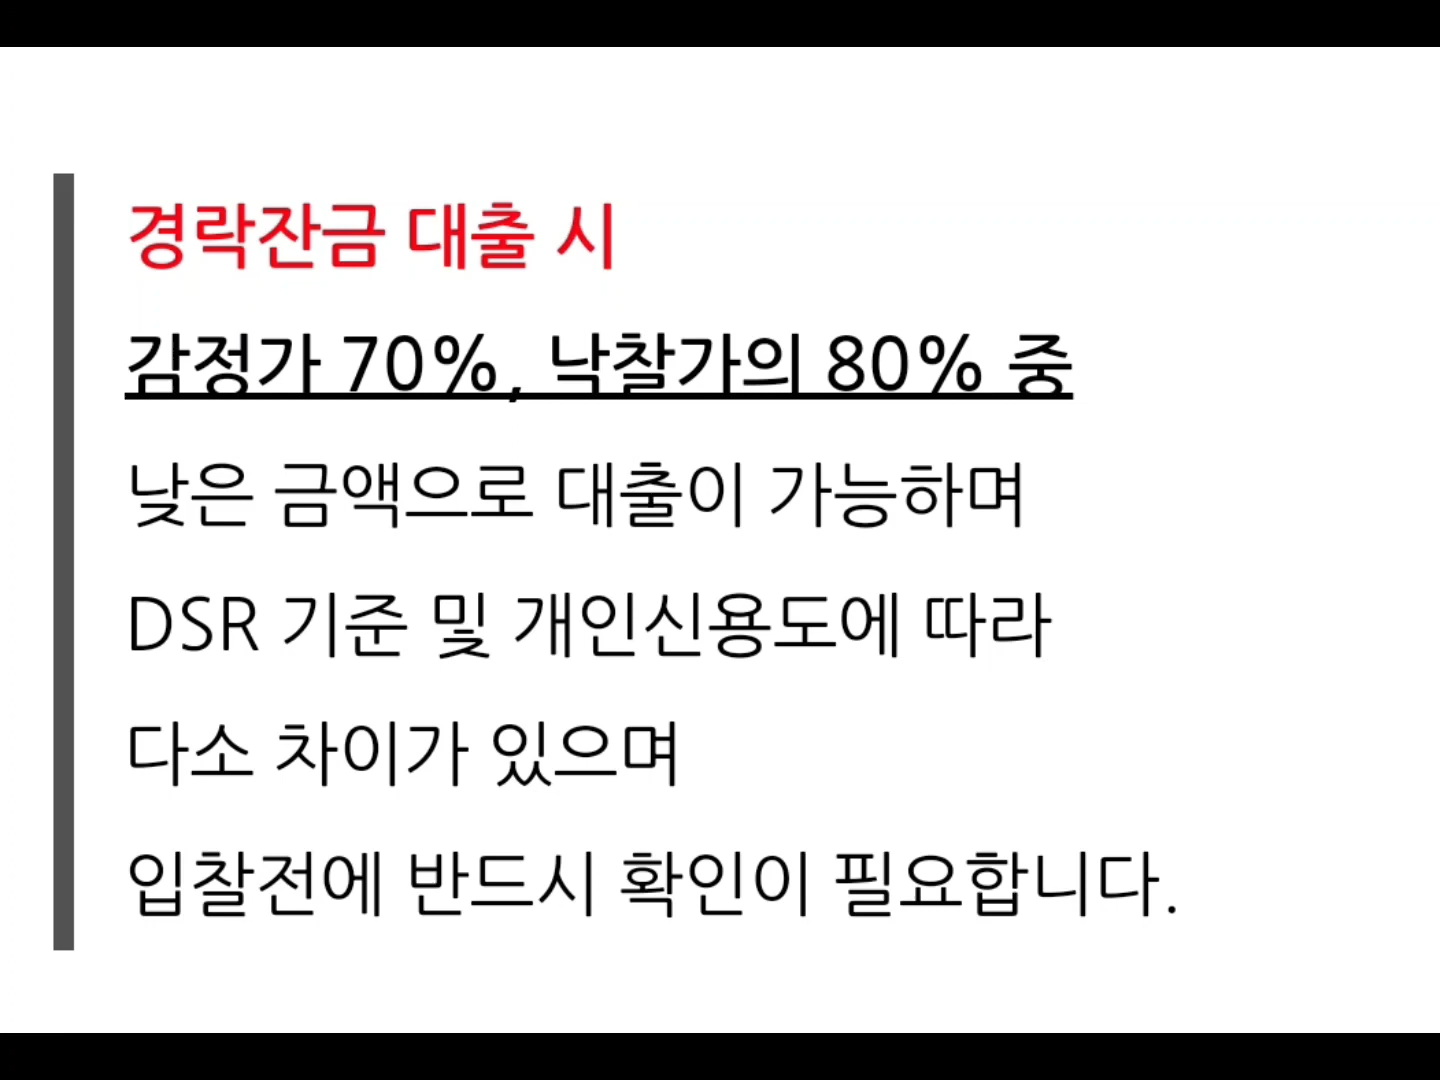 경락잔금 대출 시
감정가 70%, 낙찰가의 80% 중
낮은 금액으로 대출이 가능하며
DSR 기준 및 개인신용도에 따라
다소 차이가 있으며
입찰전에 반드시 확인이 필요합니다.